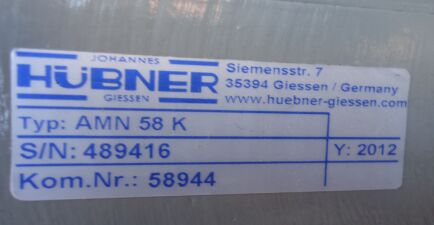 JOHANNES
HÜBNER
GIESSEN
Siemensstr. 7
35394 Giessen / Germany
www.huebner-giessen.com
Typ: AMN 58 K
S/N: 489416
Y: 2012
Kom.Nr.: 58944